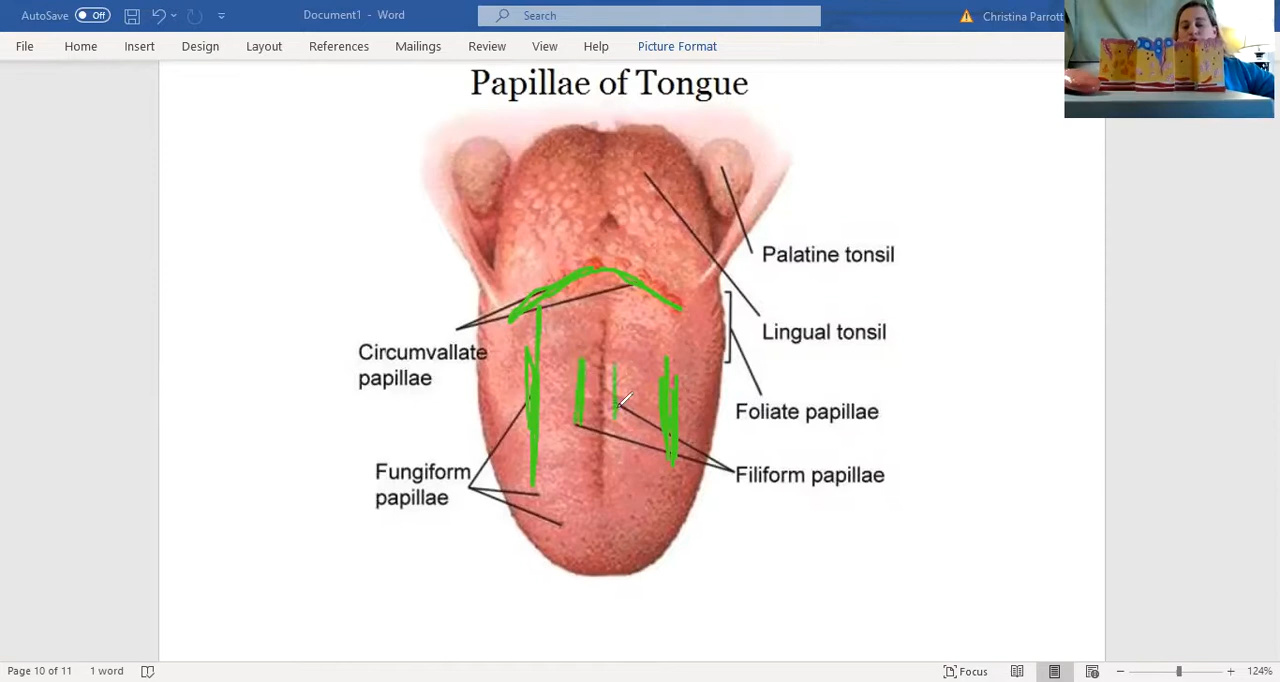 AutoSave Off
Document1 - Word
Search
Christina Parrott
File Home Insert Design Layout References Mailings Review View Help Picture Format
Papillae of Tongue
Palatine tonsil
Lingual tonsil
Circumvallate
papillae
Foliate papillae
Fungiform
papillae
Filiform papillae
Page 10 of 11 1 word
Focus
124%